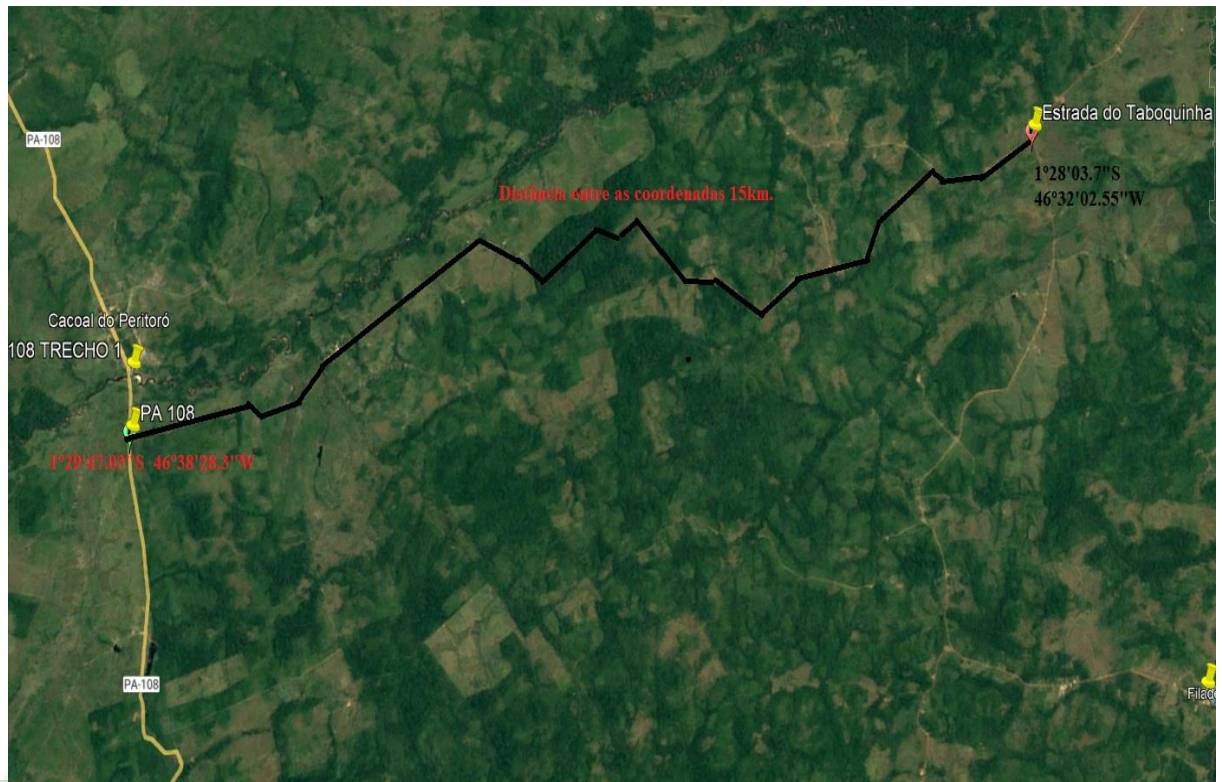 Estrada do Taboquinha
PA-108
1°28'03.7"S
46°32'02.55"W
Distância entre as coordenadas 15km.
Cacoal do Peritoró
108 TRECHO 1
PA 108
1°29'47.03"S 46°38'28.3"W
PA-108